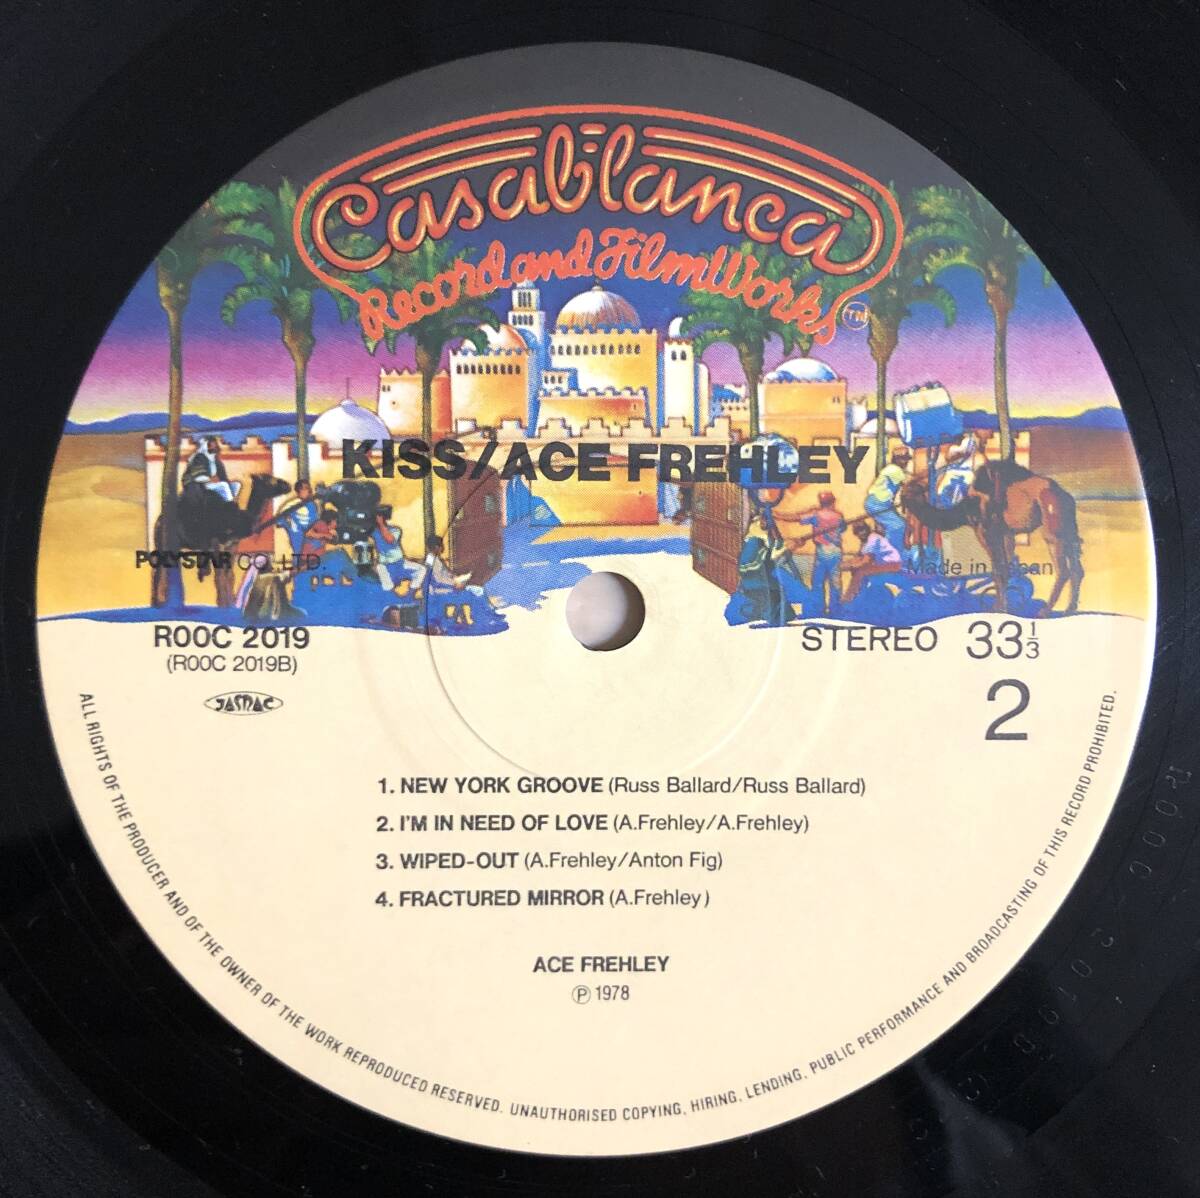 Casablanca
Record and FilmWorks™
KISS/ACE FREHLEY
POLYSTAR CO., LTD.
Made in Japan
R00C 2019
(R00C 2019B)
JASRAC
STEREO 33 1/3
2
1. NEW YORK GROOVE (Russ Ballard/Russ Ballard)
2. I'M IN NEED OF LOVE (A.Frehley/A.Frehley)
3. WIPED-OUT (A.Frehley/Anton Fig)
4. FRACTURED MIRROR (A.Frehley)
ACE FREHLEY
℗ 1978
ALL RIGHTS OF THE PRODUCER AND OF THE OWNER OF THE WORK REPRODUCED RESERVED. UNAUTHORISED COPYING, HIRING, LENDING, PUBLIC PERFORMANCE AND BROADCASTING OF THIS RECORD PROHIBITED.